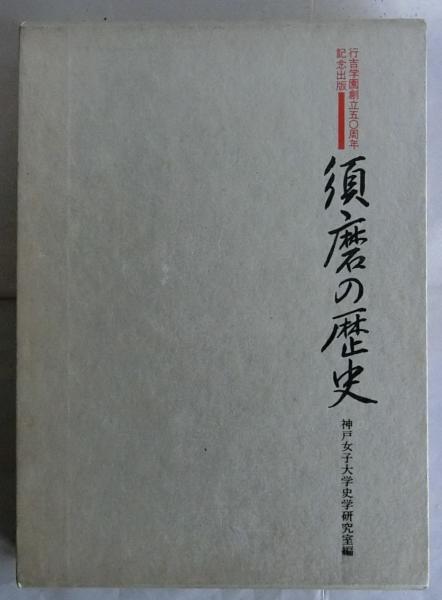 行吉学園創立五〇周年
記念出版
須磨の歴史
神戸女子大学史学研究室編